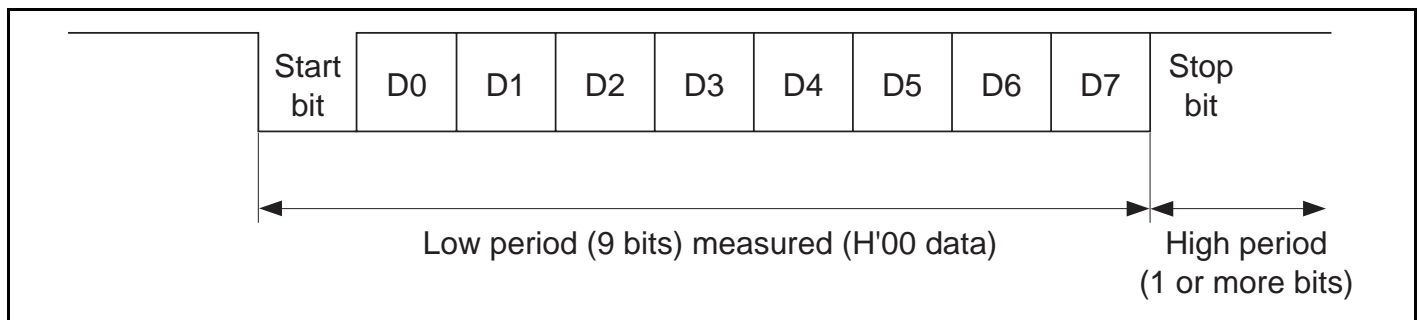 Start
bit
D0 D1 D2 D3 D4 D5 D6 D7
Stop
bit
Low period (9 bits) measured (H'00 data)
High period
(1 or more bits)